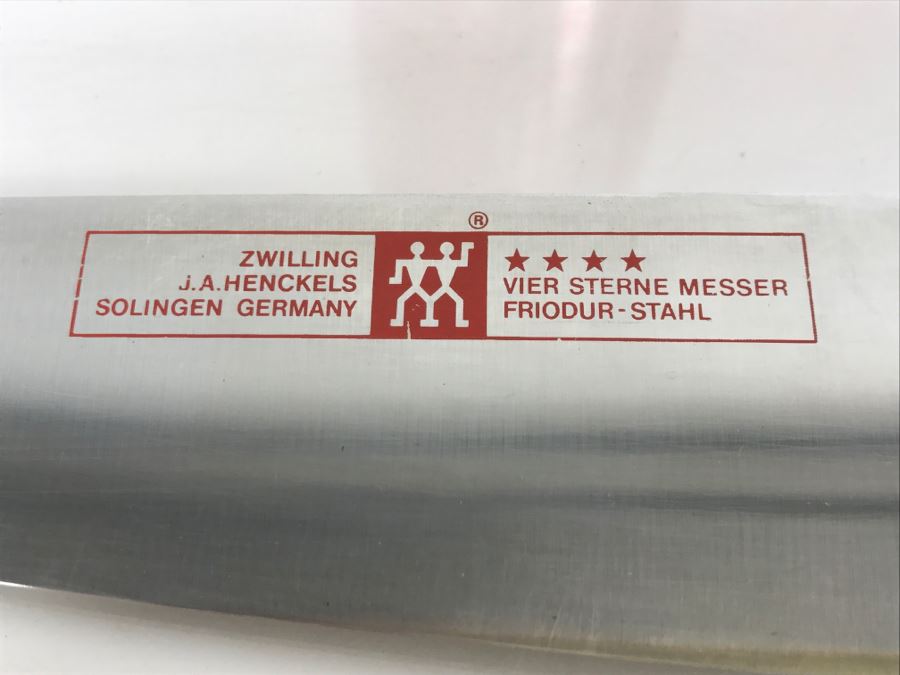 ®
ZWILLING
J.A.HENCKELS
SOLINGEN GERMANY
★★★★
VIER STERNE MESSER
FRIODUR-STAHL